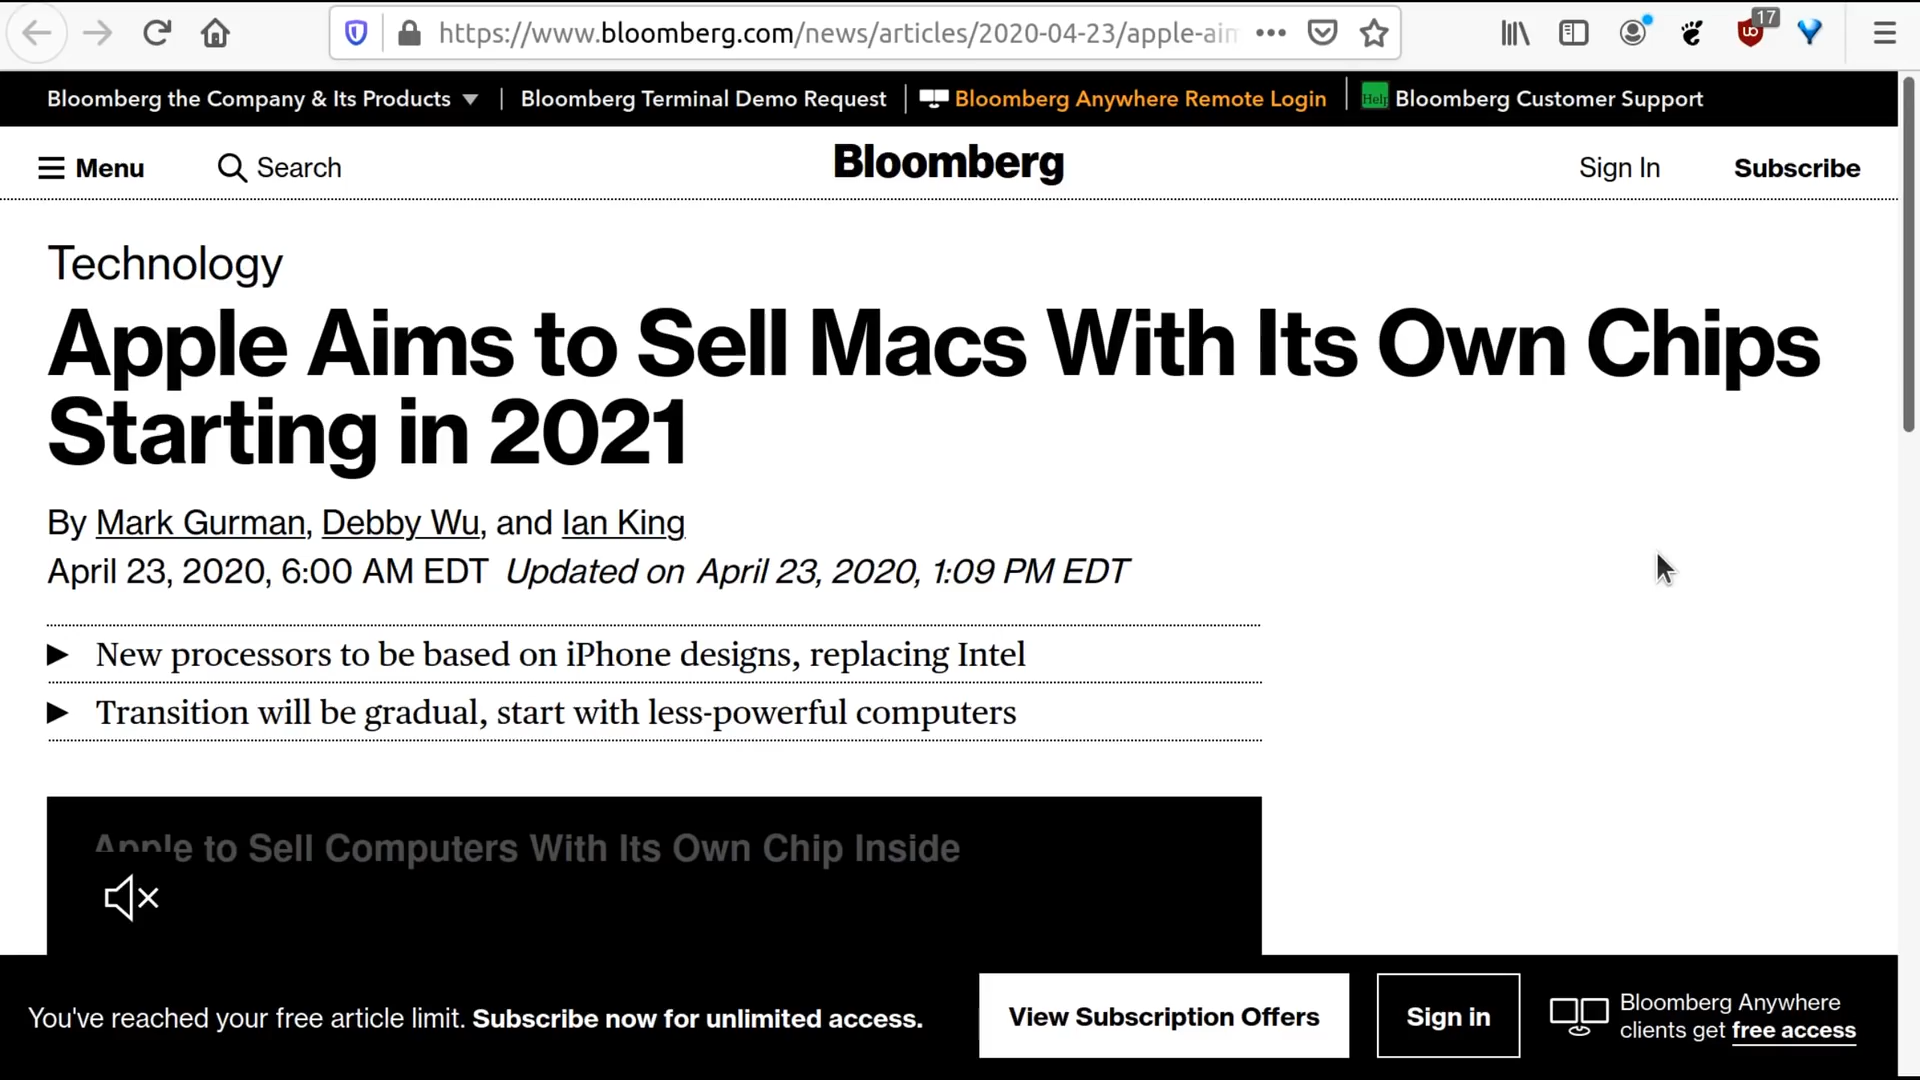 https://www.bloomberg.com/news/articles/2020-04-23/apple-aim
17
Bloomberg the Company & Its Products
Bloomberg Terminal Demo Request
Bloomberg Anywhere Remote Login
Help
Bloomberg Customer Support
Menu
Search
Bloomberg
Sign In
Subscribe
Technology
Apple Aims to Sell Macs With Its Own Chips
Starting in 2021
By Mark Gurman, Debby Wu, and Ian King
April 23, 2020, 6:00 AM EDT Updated on April 23, 2020, 1:09 PM EDT
New processors to be based on iPhone designs, replacing Intel
Transition will be gradual, start with less-powerful computers
Apple to Sell Computers With Its Own Chip Inside
You've reached your free article limit. Subscribe now for unlimited access.
View Subscription Offers
Sign in
Bloomberg Anywhere
clients get free access